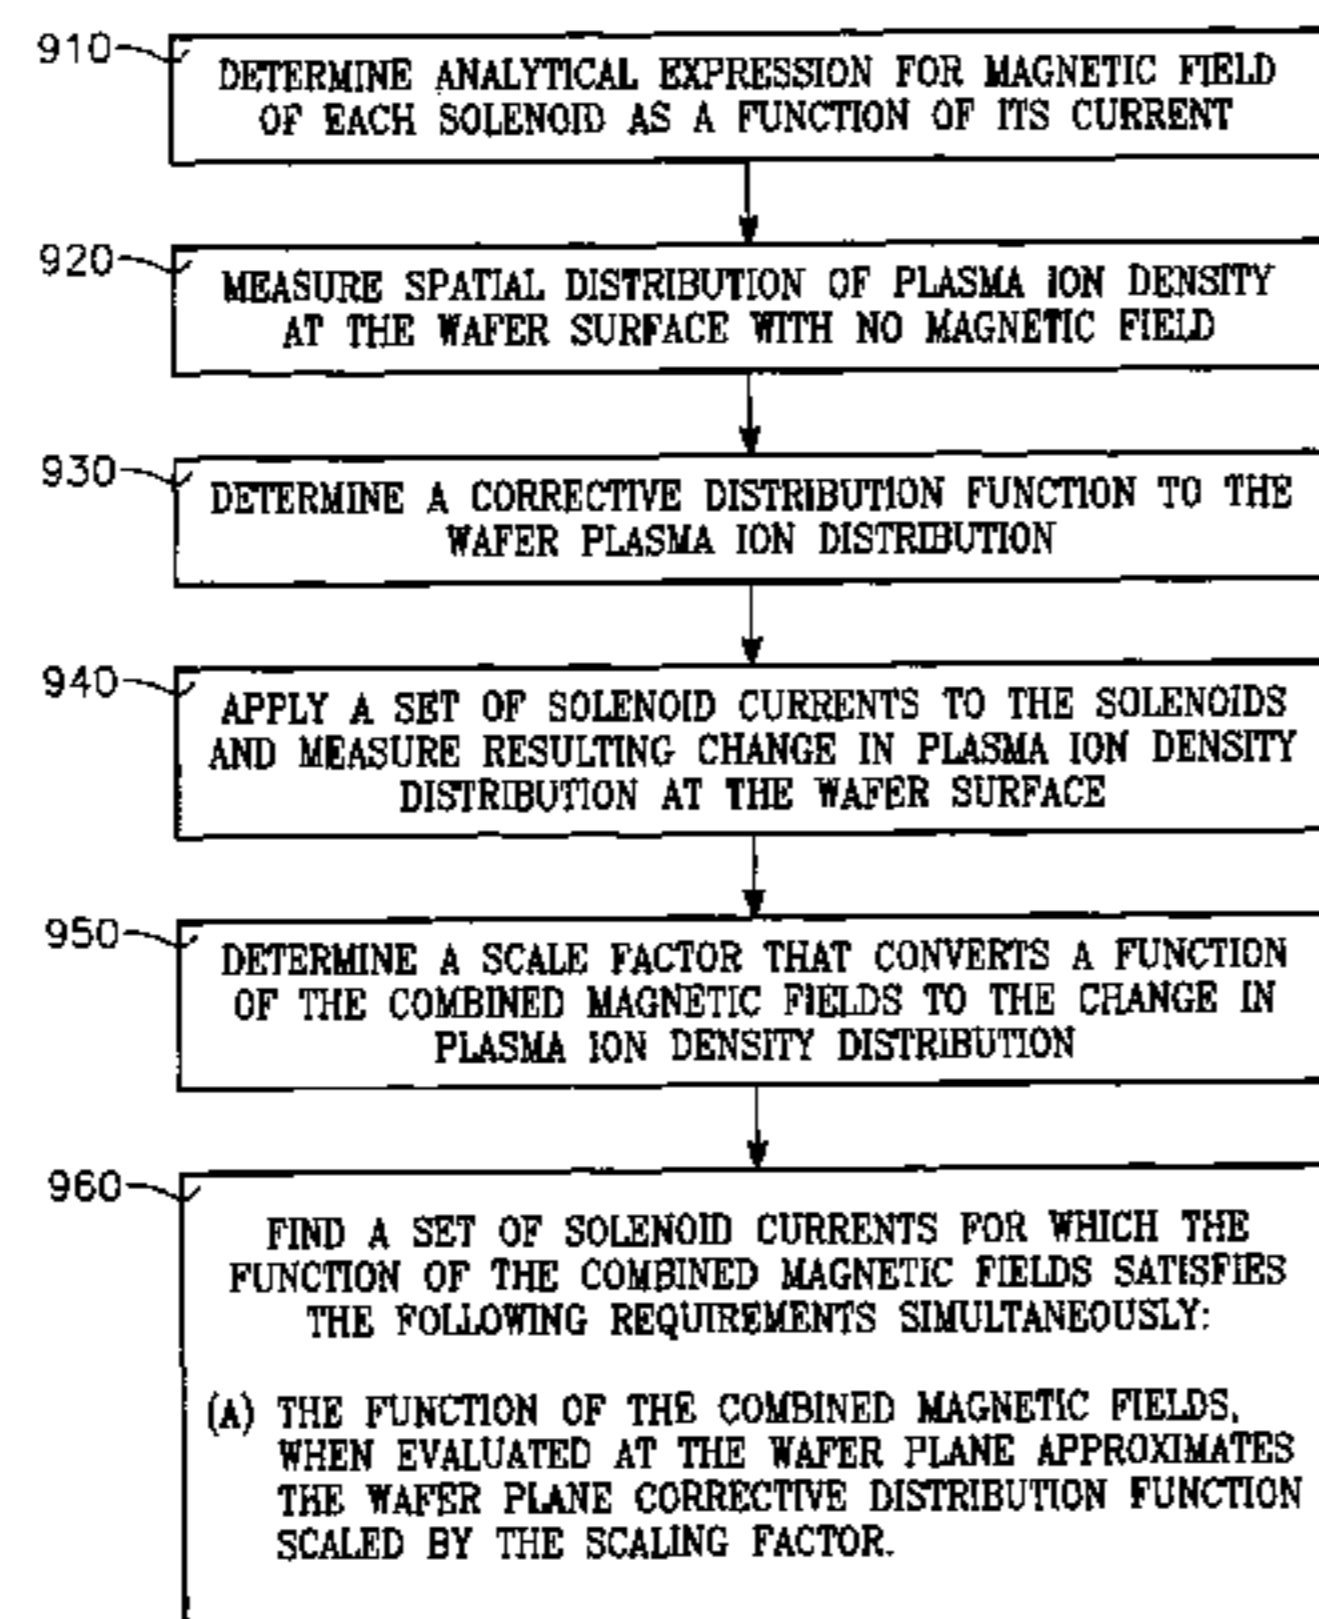 910
DETERMINE ANALYTICAL EXPRESSION FOR MAGNETIC FIELD
OF EACH SOLENOID AS A FUNCTION OF ITS CURRENT
920
MEASURE SPATIAL DISTRIBUTION OF PLASMA ION DENSITY
AT THE WAFER SURFACE WITH NO MAGNETIC FIELD
930
DETERMINE A CORRECTIVE DISTRIBUTION FUNCTION TO THE
WAFER PLASMA ION DISTRIBUTION
940
APPLY A SET OF SOLENOID CURRENTS TO THE SOLENOIDS
AND MEASURE RESULTING CHANGE IN PLASMA ION DENSITY
DISTRIBUTION AT THE WAFER SURFACE
950
DETERMINE A SCALE FACTOR THAT CONVERTS A FUNCTION
OF THE COMBINED MAGNETIC FIELDS TO THE CHANGE IN
PLASMA ION DENSITY DISTRIBUTION
960
FIND A SET OF SOLENOID CURRENTS FOR WHICH THE
FUNCTION OF THE COMBINED MAGNETIC FIELDS SATISFIES
THE FOLLOWING REQUIREMENTS SIMULTANEOUSLY:
(A) THE FUNCTION OF THE COMBINED MAGNETIC FIELDS,
WHEN EVALUATED AT THE WAFER PLANE APPROXIMATES
THE WAFER PLANE CORRECTIVE DISTRIBUTION FUNCTION
SCALED BY THE SCALING FACTOR.